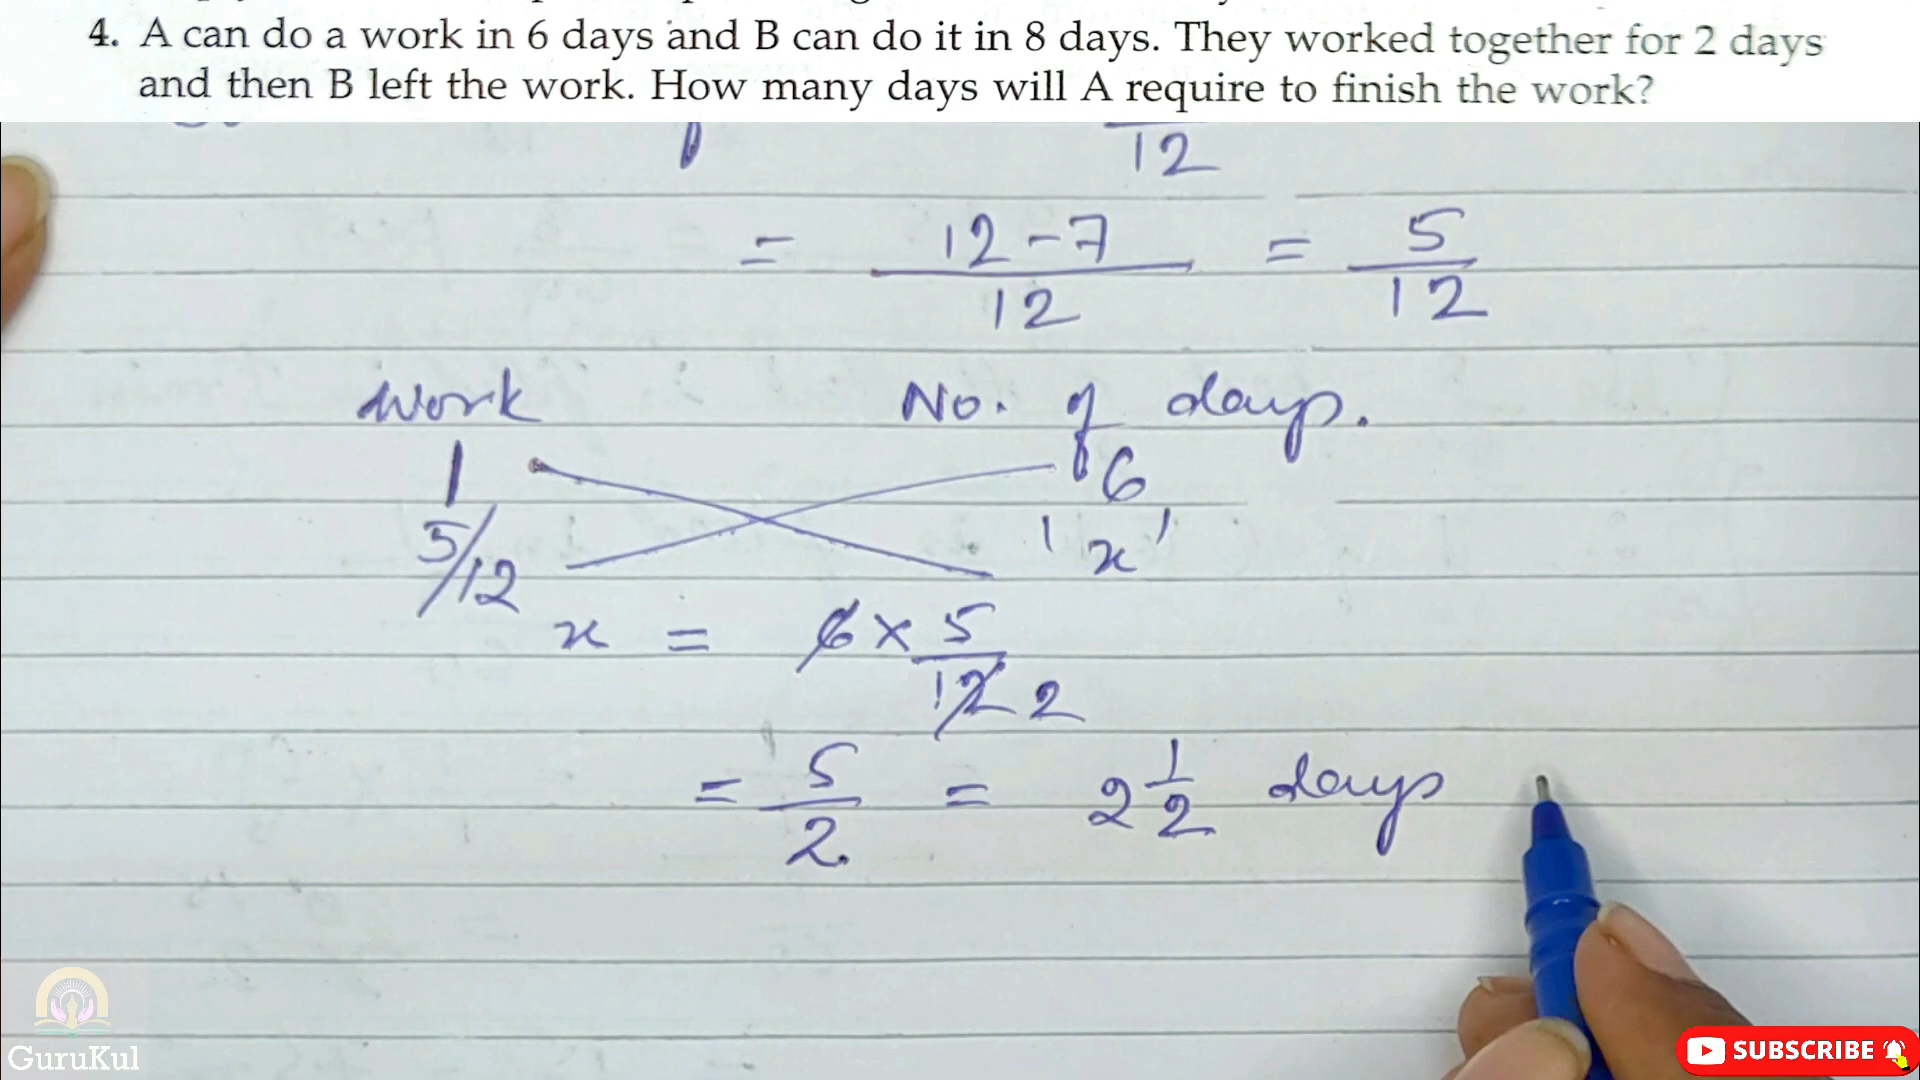 4. A can do a work in 6 days and B can do it in 8 days. They worked together for 2 days
and then B left the work. How many days will A require to finish the work?
12
= 12-7/12 = 5/12
Work No. of days.
1 6
5/12 'x'
x = 6 × 5/12 2
= 5/2 = 2 1/2 days
GuruKul
SUBSCRIBE